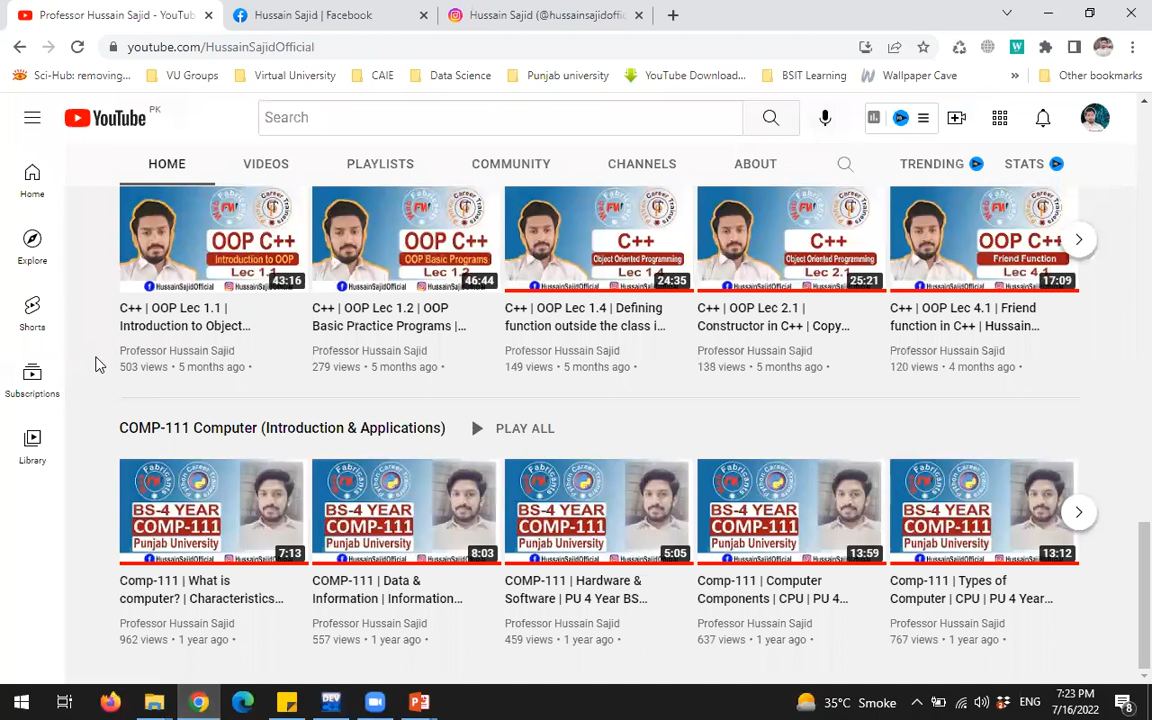 Professor Hussain Sajid - YouTub
Hussain Sajid | Facebook
Hussain Sajid (@hussainsajidoffic
youtube.com/HussainSajidOfficial
Sci-Hub: removing...
VU Groups
Virtual University
CAIE
Data Science
Punjab university
YouTube Download...
BSIT Learning
Wallpaper Cave
»
Other bookmarks
YouTube PK
Search
HOME
VIDEOS
PLAYLISTS
COMMUNITY
CHANNELS
ABOUT
TRENDING
STATS
Home
Explore
Shorts
Subscriptions
Library
OOP C++
Introduction to OOP
Lec 1.1
43:16
HussainSajidOfficial
OOP C++
OOP Basic Programs
Lec 1.2
46:44
HussainSajidOfficial
C++
Object Oriented Programming
Lec 1.4
24:35
HussainSajidOfficial
C++
Object Oriented Programming
Lec 2.1
25:21
HussainSajidOfficial
OOP C++
Friend Function
Lec 4.1
17:09
HussainSajidOfficial
C++ | OOP Lec 1.1 |
Introduction to Object...
Professor Hussain Sajid
503 views • 5 months ago •
C++ | OOP Lec 1.2 | OOP
Basic Practice Programs |...
Professor Hussain Sajid
279 views • 5 months ago •
C++ | OOP Lec 1.4 | Defining
function outside the class i...
Professor Hussain Sajid
149 views • 5 months ago •
C++ | OOP Lec 2.1 |
Constructor in C++ | Copy...
Professor Hussain Sajid
138 views • 5 months ago •
C++ | OOP Lec 4.1 | Friend
function in C++ | Hussain...
Professor Hussain Sajid
120 views • 4 months ago •
COMP-111 Computer (Introduction & Applications)
PLAY ALL
BS-4 YEAR
COMP-111
Punjab University
7:13
HussainSajidOfficial
BS-4 YEAR
COMP-111
Punjab University
8:03
HussainSajidOfficial
BS-4 YEAR
COMP-111
Punjab University
5:05
HussainSajidOfficial
BS-4 YEAR
COMP-111
Punjab University
13:59
HussainSajidOfficial
BS-4 YEAR
COMP-111
Punjab University
13:12
HussainSajidOfficial
Comp-111 | What is
computer? | Characteristics...
Professor Hussain Sajid
962 views • 1 year ago •
COMP-111 | Data &
Information | Information...
Professor Hussain Sajid
557 views • 1 year ago •
COMP-111 | Hardware &
Software | PU 4 Year BS...
Professor Hussain Sajid
459 views • 1 year ago •
Comp-111 | Computer
Components | CPU | PU 4...
Professor Hussain Sajid
637 views • 1 year ago •
Comp-111 | Types of
Computer | CPU | PU 4 Year...
Professor Hussain Sajid
767 views • 1 year ago •
DEV
35°C Smoke
ENG
7:23 PM
7/16/2022
8